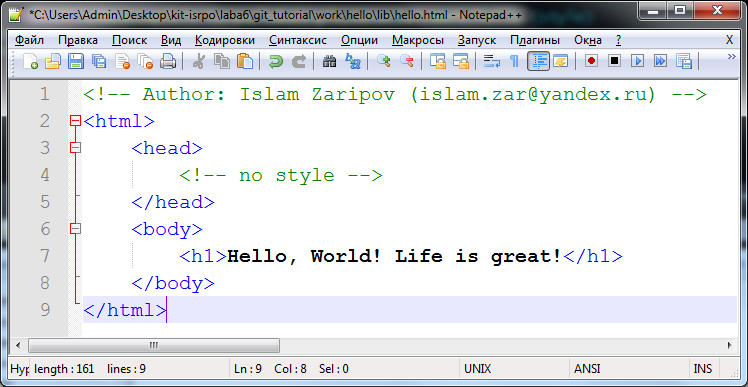 *C:\Users\Admin\Desktop\kit-isrpo\laba6\git_tutorial\work\hello\lib\hello.html - Notepad++
Файл Правка Поиск Вид Кодировки Синтаксис Опции Макросы Запуск Плагины Окна ?
1 <!-- Author: Islam Zaripov (islam.zar@yandex.ru) -->
2 <html>
3 <head>
4 <!-- no style -->
5 </head>
6 <body>
7 <h1>Hello, World! Life is great!</h1>
8 </body>
9 </html>
Hyp length : 161 lines : 9 Ln : 9 Col : 8 Sel : 0 UNIX ANSI INS